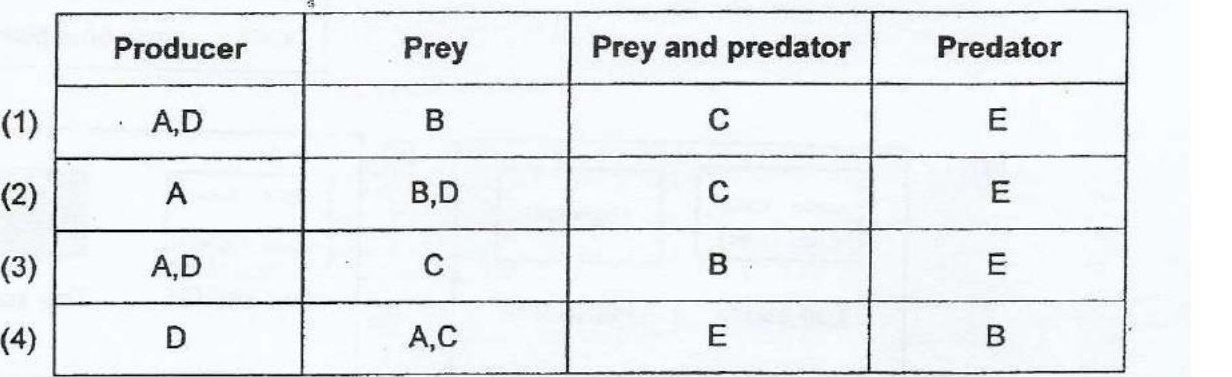 Producer Prey Prey and predator Predator
(1) A,D B C E
(2) A B,D C E
(3) A,D C B E
(4) D A,C E B